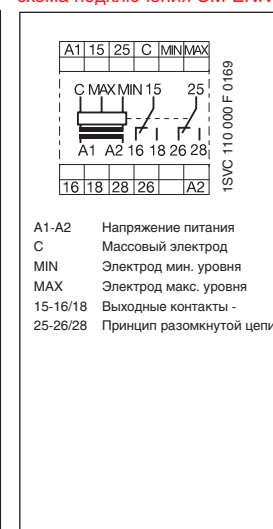 A1 15 25 C MIN MAX
C MAX MIN 15 25
A1 A2 16 18 26 28
16 18 28 26 A2
1SVC 110 000 F 0169
A1-A2 Напряжение питания
C Массовый электрод
MIN Электрод мин. уровня
MAX Электрод макс. уровня
15-16/18 Выходные контакты -
25-26/28 Принцип разомкнутой цепи